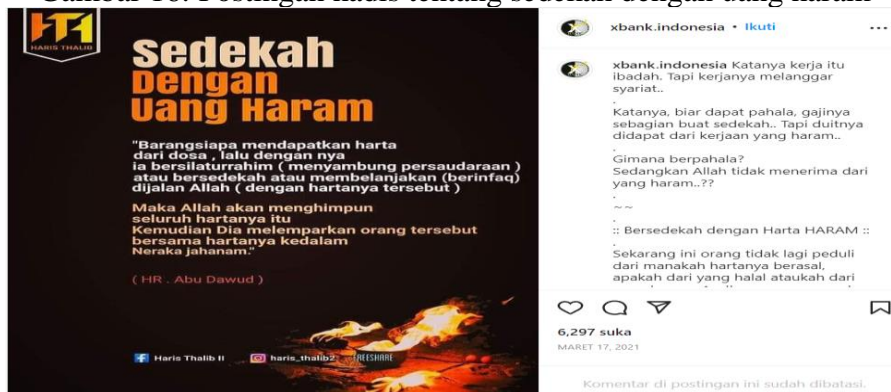 Gambar 16. Postingan hadis tentang sedekah dengan uang haram
HARIS THALIB
sedekah
Dengan
Uang Haram
"Barangsiapa mendapatkan harta
dari dosa , lalu dengan nya
ia bersilaturrahim ( menyambung persaudaraan )
atau bersedekah atau membelanjakan (berinfaq)
dijalan Allah ( dengan hartanya tersebut )
Maka Allah akan menghimpun
seluruh hartanya itu
Kemudian Dia melemparkan orang tersebut
bersama hartanya kedalam
Neraka jahanam."
( HR . Abu Dawud )
Haris Thalib II haris_thalib2 #FREESHARE
xbank.indonesia • Ikuti
xbank.indonesia Katanya kerja itu
ibadah. Tapi kerjanya melanggar
syariat..
.
Katanya, biar dapat pahala, gajinya
sebagian buat sedekah.. Tapi duitnya
didapat dari kerjaan yang haram..
.
Gimana berpahala?
Sedangkan Allah tidak menerima dari
yang haram..??
.
~~
.
:: Bersedekah dengan Harta HARAM ::
.
Sekarang ini orang tidak lagi peduli
dari manakah hartanya berasal,
apakah dari yang halal ataukah dari
6,297 suka
MARET 17, 2021
Komentar di postingan ini sudah dibatasi.